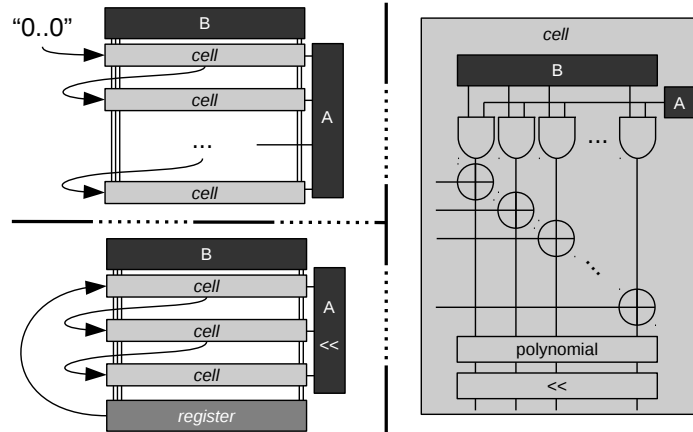 B
"0..0"
cell
cell
A
...
cell
B
cell
A
cell
<<
cell
register
cell
B
A
...
...
polynomial
<<